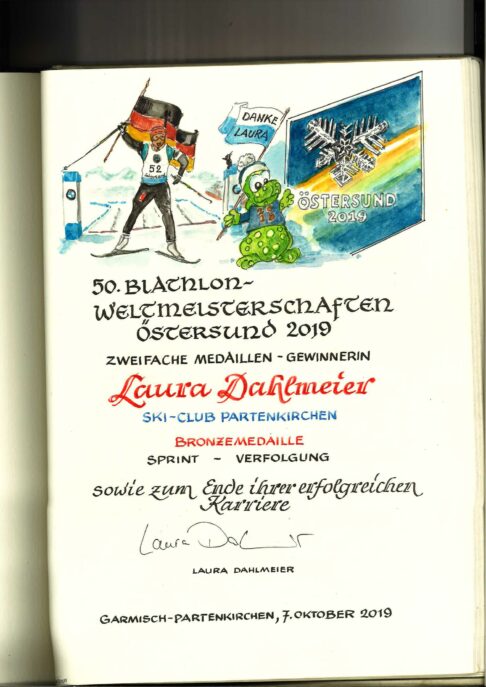 DANKE
LAURA
52
ÖSTERSUND
2019
50. BIATHLON-
WELTMEISTERSCHAFTEN
ÖSTERSUND 2019
ZWEIFACHE MEDAILLEN-GEWINNERIN
Laura Dahlmeier
SKI-CLUB PARTENKIRCHEN
BRONZEMEDAILLE
SPRINT - VERFOLGUNG
sowie zum Ende ihrer erfolgreichen
Karriere
LAURA DAHLMEIER
GARMISCH-PARTENKIRCHEN, 7. OKTOBER 2019